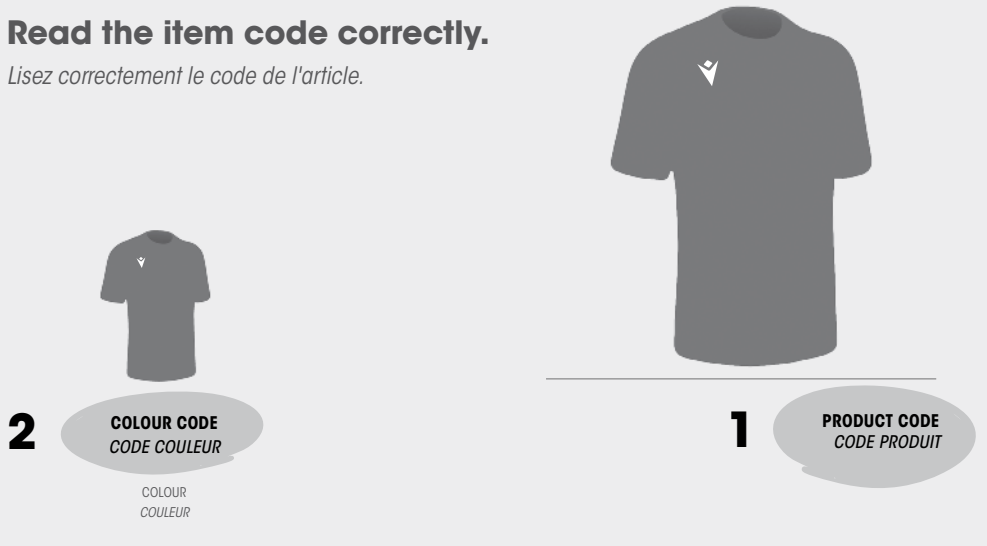 Read the item code correctly.
Lisez correctement le code de l'article.
2
COLOUR CODE
CODE COULEUR
COLOUR
COULEUR
1
PRODUCT CODE
CODE PRODUIT